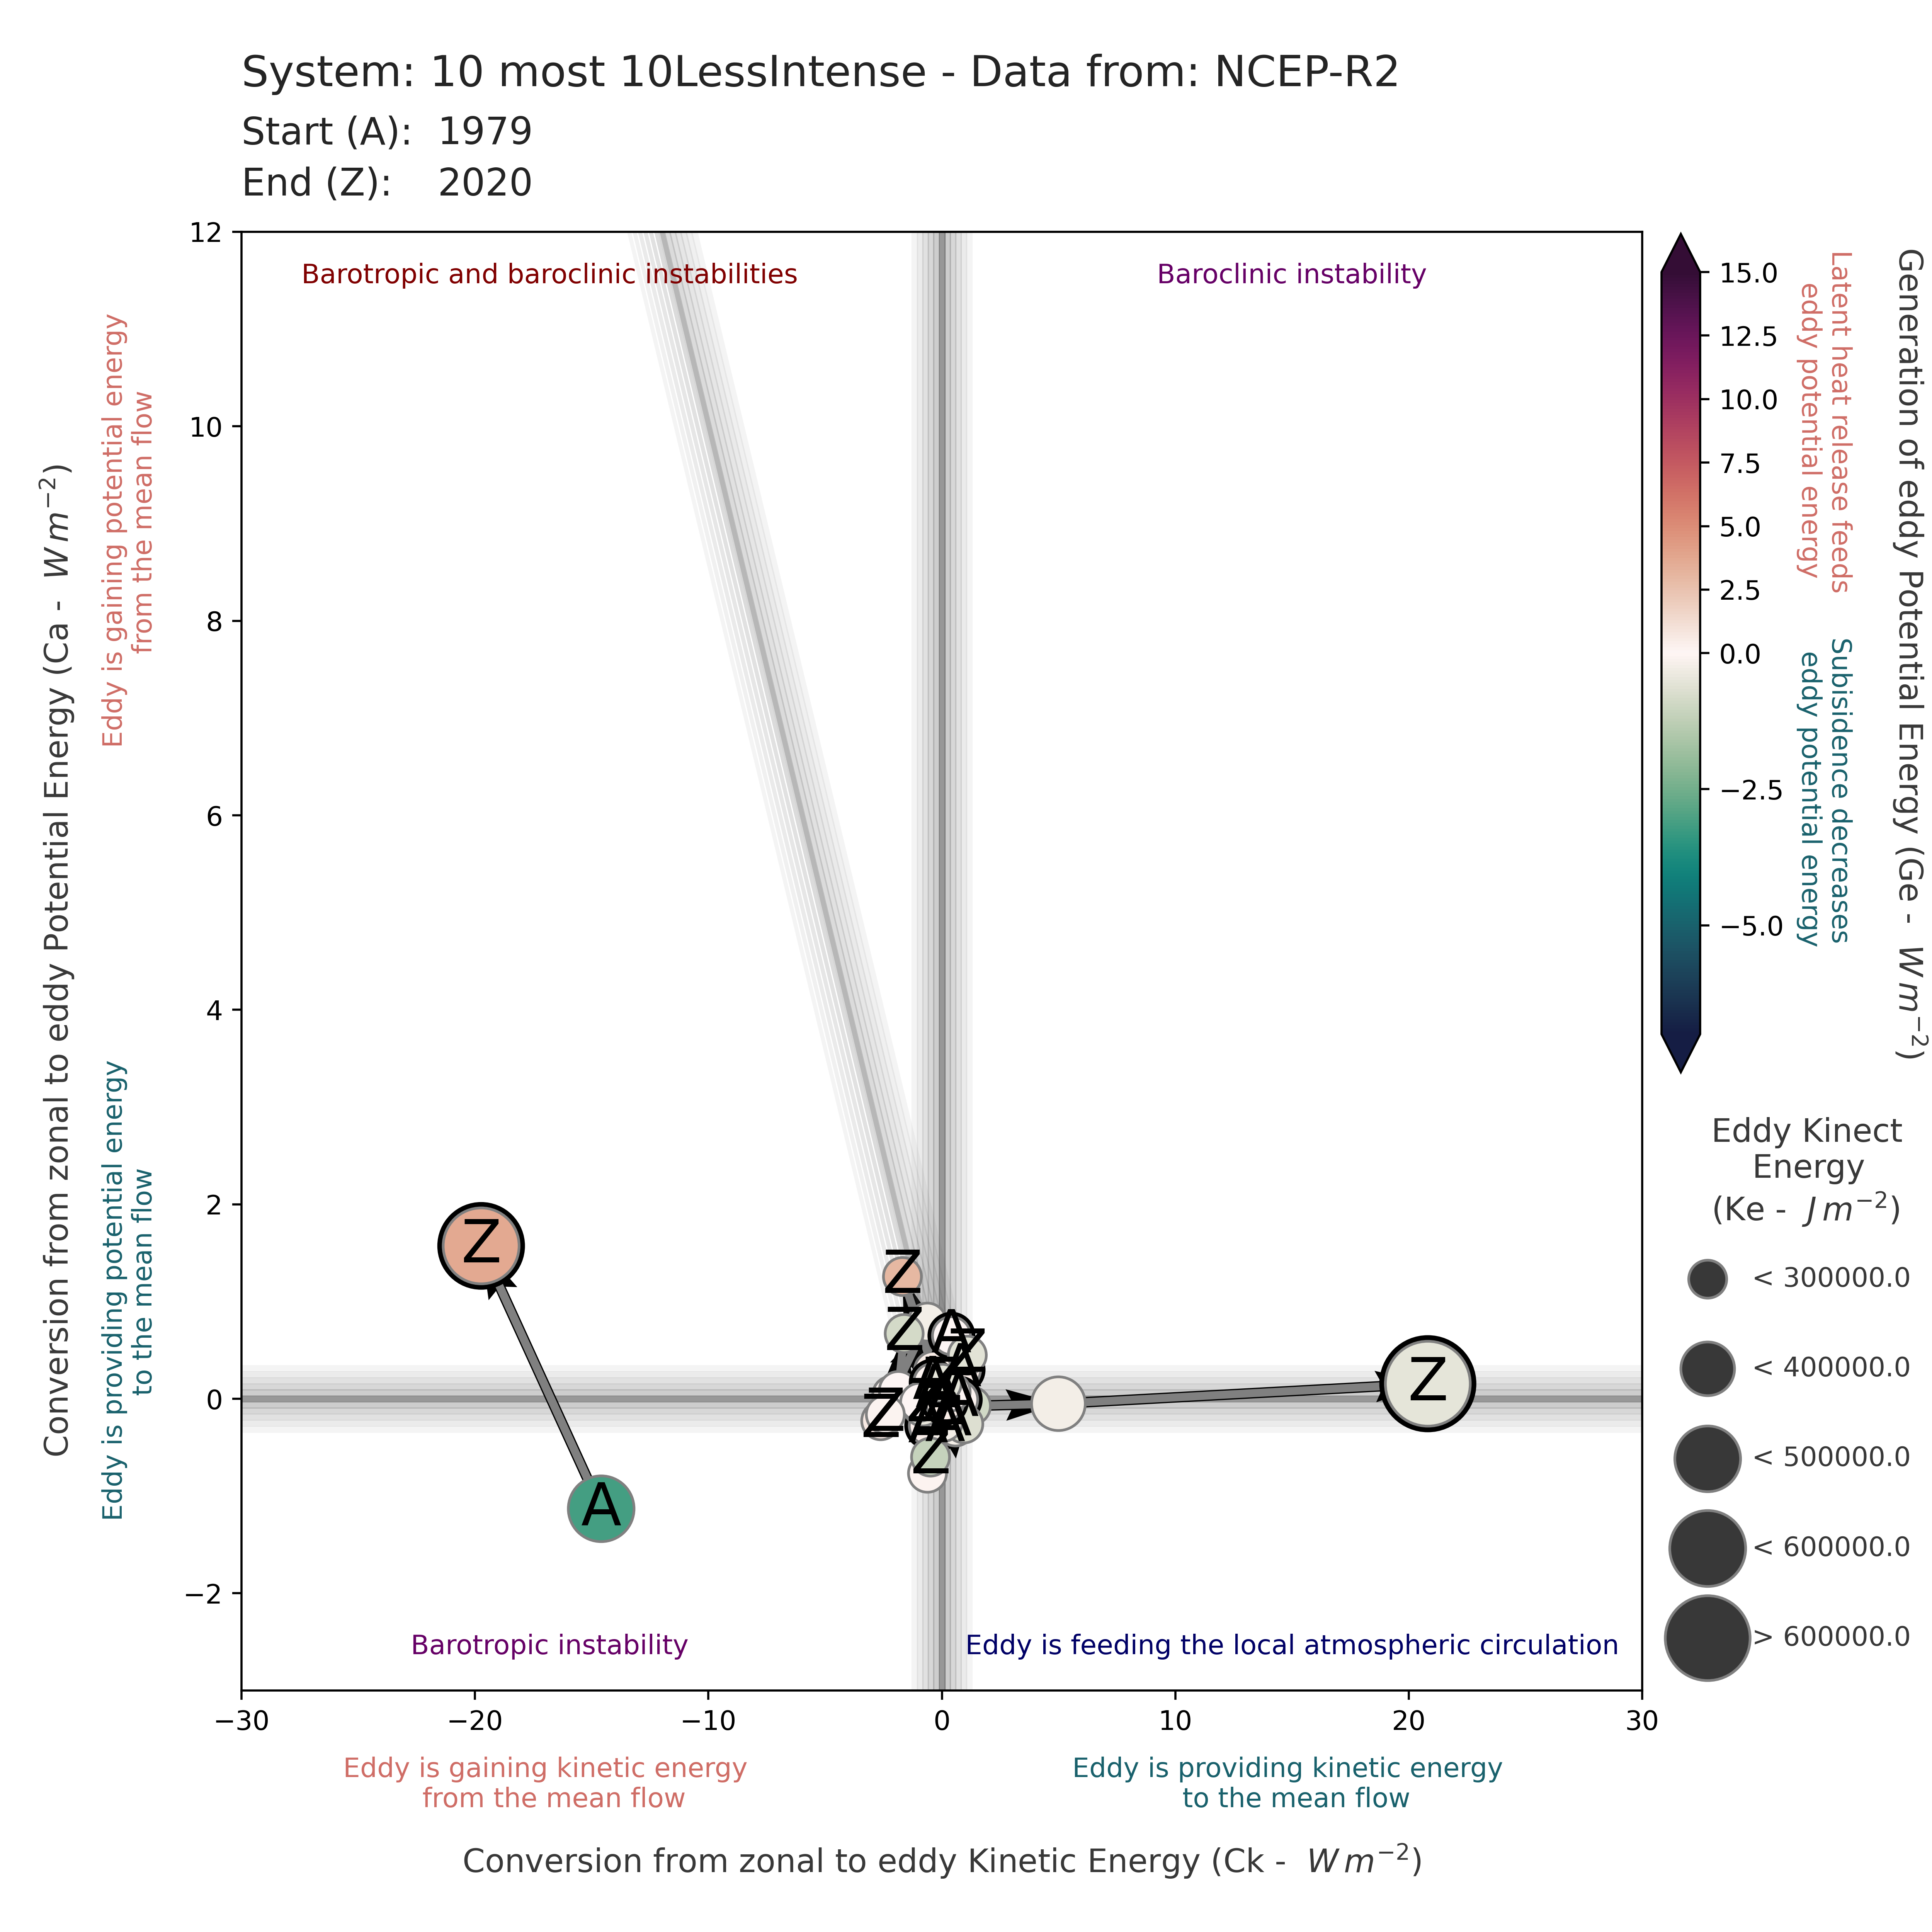 System: 10 most 10LessIntense - Data from: NCEP-R2
Start (A): 1979
End (Z): 2020
12
10
8
6
4
2
0
−2
−30
−20
−10
0
10
20
30
Barotropic and baroclinic instabilities
Baroclinic instability
Barotropic instability
Eddy is feeding the local atmospheric circulation
Z
A
Z
Z
Z
A
Z
Z
Z
Conversion from zonal to eddy Potential Energy (Ca - W m−2)
Eddy is gaining potential energy
from the mean flow
Eddy is providing potential energy
to the mean flow
Eddy is gaining kinetic energy
from the mean flow
Eddy is providing kinetic energy
to the mean flow
Conversion from zonal to eddy Kinetic Energy (Ck - W m−2)
15.0
12.5
10.0
7.5
5.0
2.5
0.0
−2.5
−5.0
Latent heat release feeds
eddy potential energy
Subisidence decreases
eddy potential energy
Generation of eddy Potential Energy (Ge - W m−2)
Eddy Kinect
Energy
(Ke - J m−2)
< 300000.0
< 400000.0
< 500000.0
< 600000.0
> 600000.0